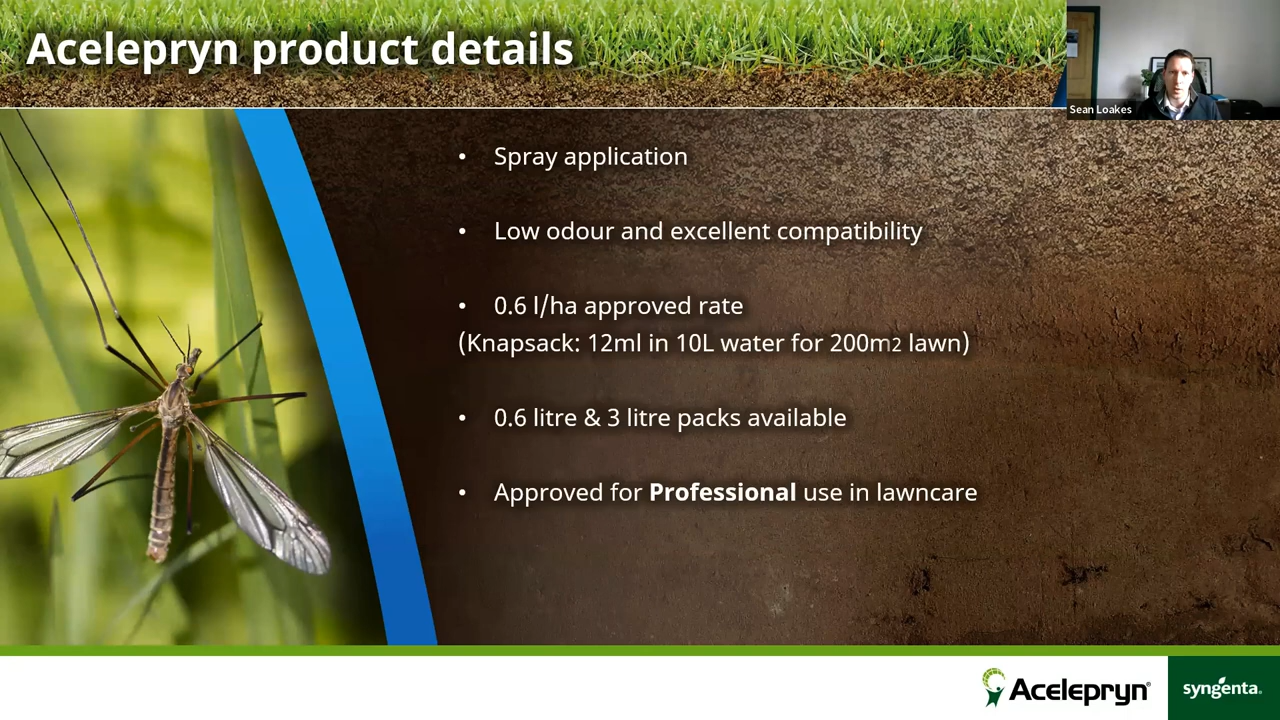 Acelepryn product details
Sean Loakes
• Spray application
• Low odour and excellent compatibility
• 0.6 l/ha approved rate
(Knapsack: 12ml in 10L water for 200m2 lawn)
• 0.6 litre & 3 litre packs available
• Approved for Professional use in lawncare
Acelepryn®
syngenta.